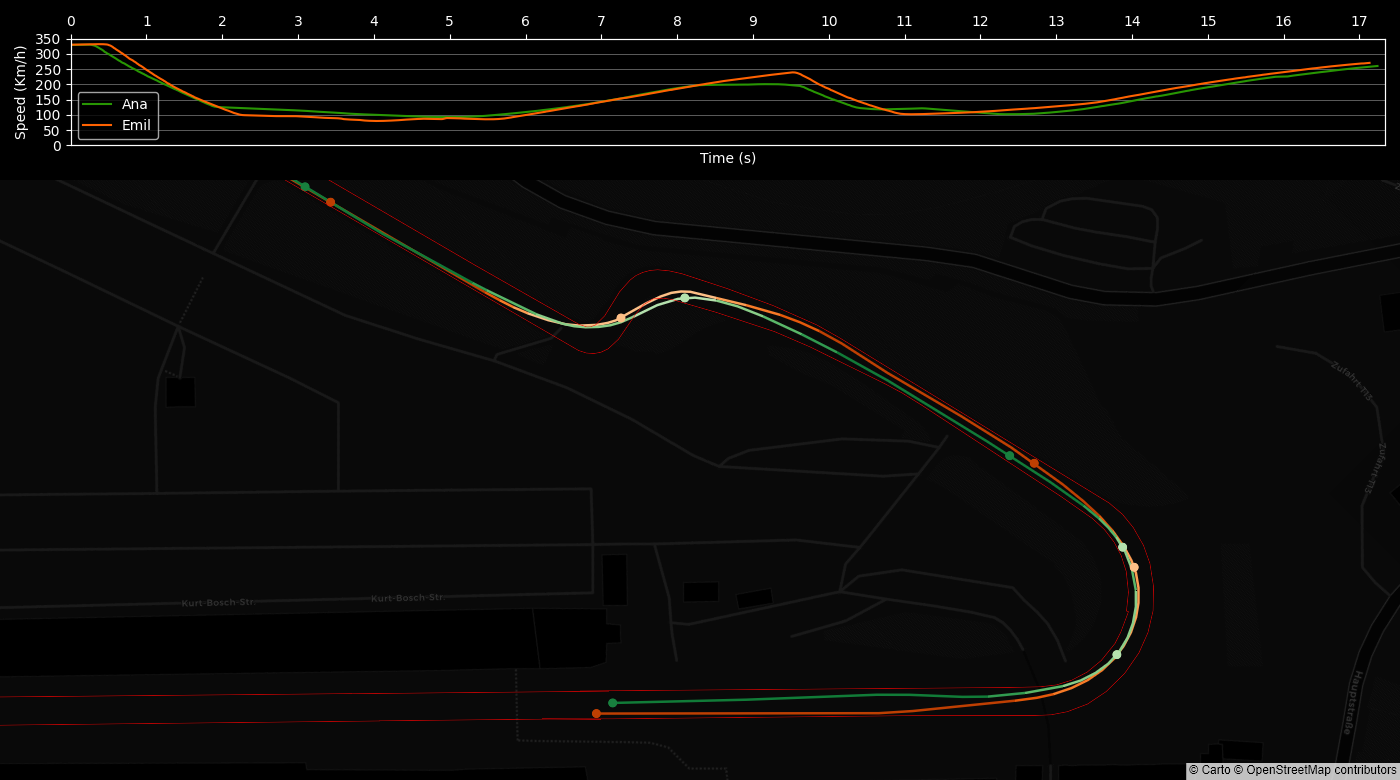 0 1 2 3 4 5 6 7 8 9 10 11 12 13 14 15 16 17
350
300
250
200
150
100
50
0
Speed (Km/h)
Ana
Emil
Time (s)
Zufahrt-T13
Zufahrt-T15
Kurt-Bosch-Str.
Kurt-Bosch-Str.
Hauptstraße
© Carto © OpenStreetMap contributors